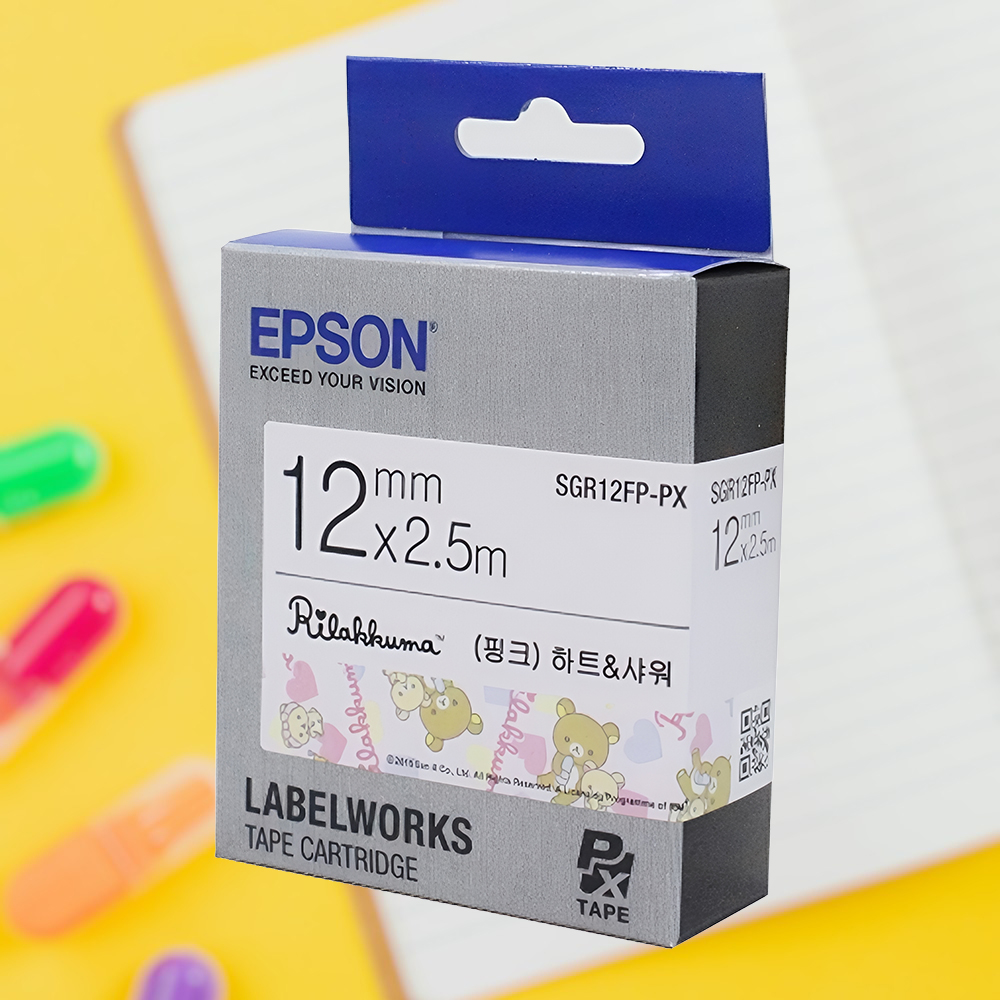 EPSON®
EXCEED YOUR VISION
12mm
x2.5m
SGR12FP-PX
SGR12FP-PX
12mm
x2.5m
Rilakkuma™
(핑크) 하트&샤워
Rilakkuma
LABELWORKS
TAPE CARTRIDGE
Px
TAPE